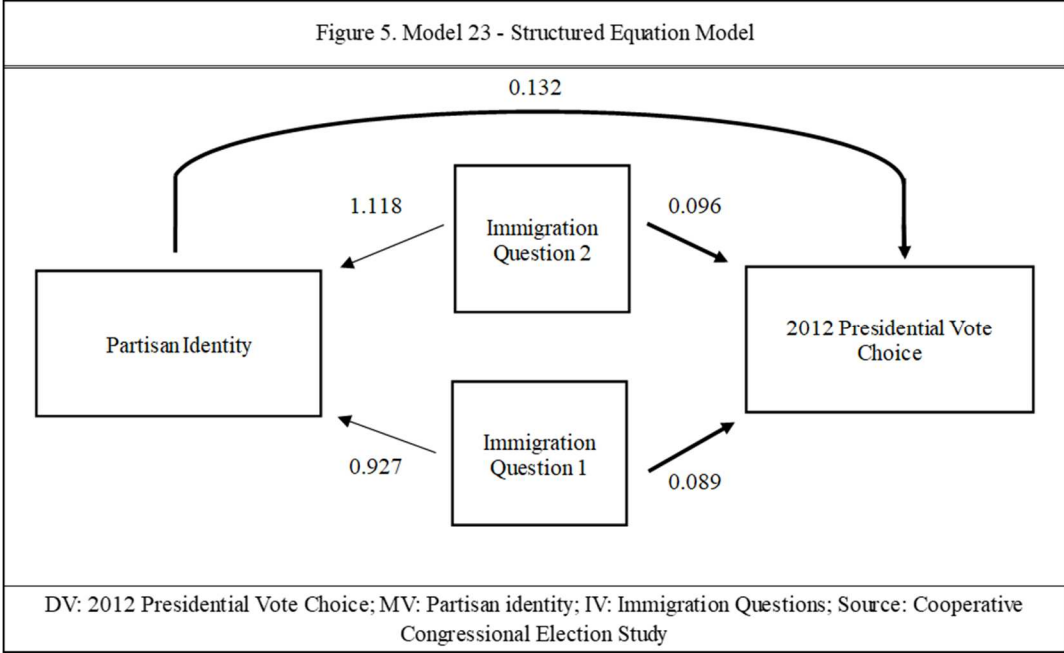 Figure 5. Model 23 - Structured Equation Model
0.132
1.118
0.096
Immigration
Question 2
Partisan Identity
2012 Presidential Vote
Choice
Immigration
Question 1
0.927
0.089
DV: 2012 Presidential Vote Choice; MV: Partisan identity; IV: Immigration Questions; Source: Cooperative
Congressional Election Study